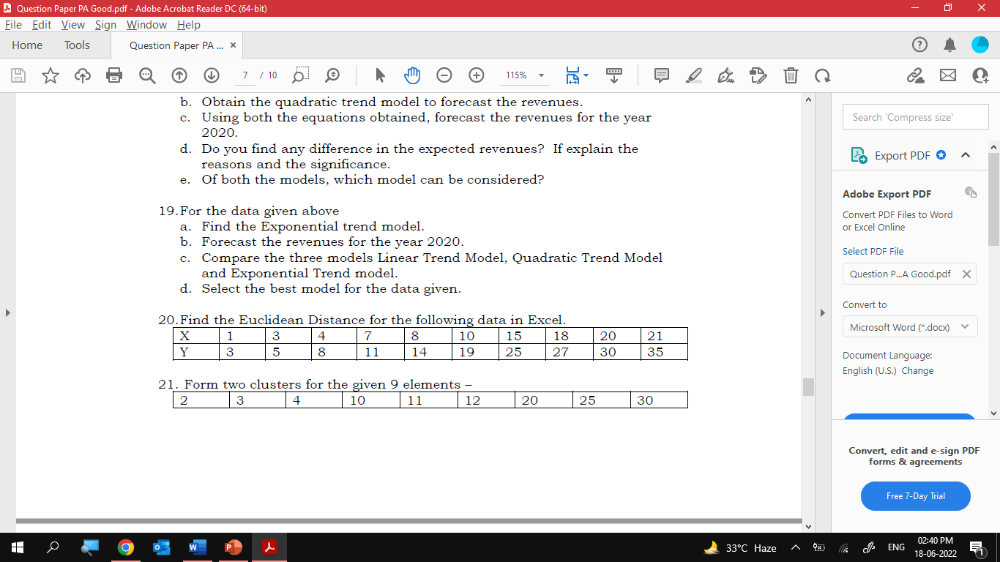 Question Paper PA Good.pdf - Adobe Acrobat Reader DC (64-bit)
File Edit View Sign Window Help
Home Tools Question Paper PA ... ×
7 / 10 115%
b. Obtain the quadratic trend model to forecast the revenues.
c. Using both the equations obtained, forecast the revenues for the year
2020.
d. Do you find any difference in the expected revenues? If explain the
reasons and the significance.
e. Of both the models, which model can be considered?
19. For the data given above
a. Find the Exponential trend model.
b. Forecast the revenues for the year 2020.
c. Compare the three models Linear Trend Model, Quadratic Trend Model
and Exponential Trend model.
d. Select the best model for the data given.
20. Find the Euclidean Distance for the following data in Excel.
X 1 3 4 7 8 10 15 18 20 21
Y 3 5 8 11 14 19 25 27 30 35
21. Form two clusters for the given 9 elements –
2 3 4 10 11 12 20 25 30
Search 'Compress size'
Export PDF
Adobe Export PDF
Convert PDF Files to Word
or Excel Online
Select PDF File
Question P...A Good.pdf
Convert to
Microsoft Word (*.docx)
Document Language:
English (U.S.) Change
Convert, edit and e-sign PDF
forms & agreements
Free 7-Day Trial
33°C Haze ENG 02:40 PM
18-06-2022
1